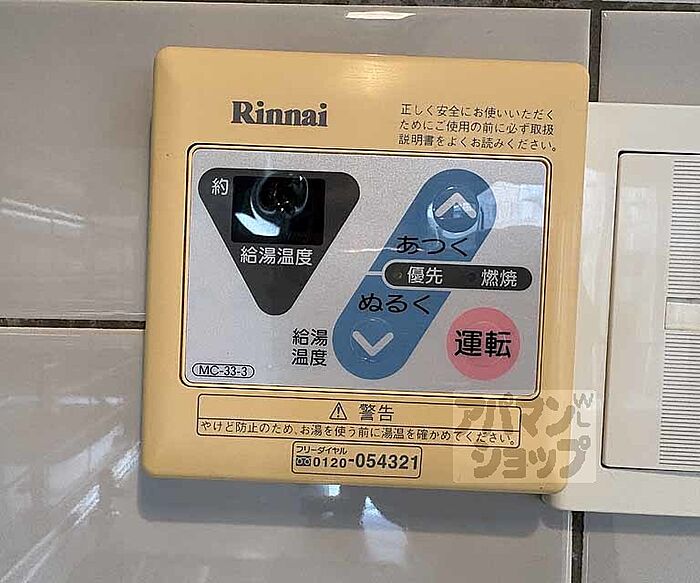 Rinnai
正しく安全にお使いいただく
ためにご使用の前に必ず取扱
説明書をよくお読みください。
約
給湯温度
あつく
優先 燃焼
ぬるく
給湯
温度
運転
MC-33-3
⚠ 警告
やけど防止のため、お湯を使う前に湯温を確かめてください。
フリーダイヤル
0120-054321
アパマン
ショップ
WLL